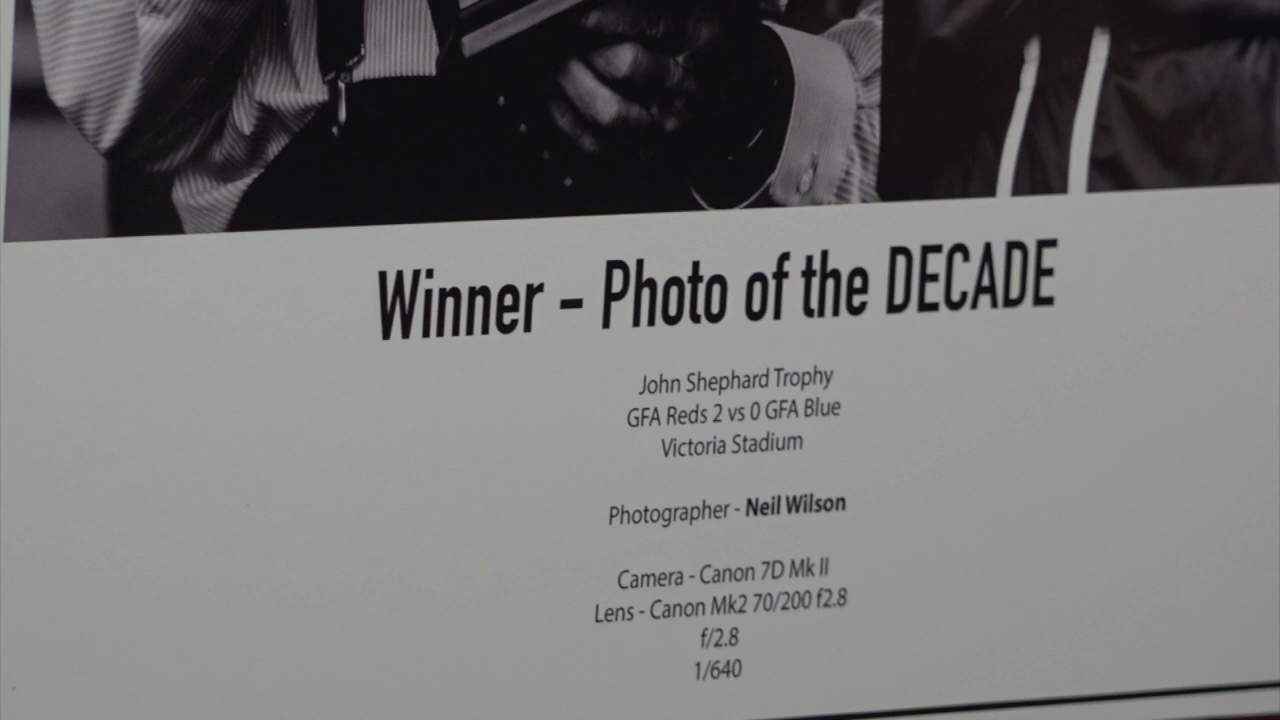 Winner – Photo of the DECADE
John Shephard Trophy
GFA Reds 2 vs 0 GFA Blue
Victoria Stadium
Photographer - Neil Wilson
Camera - Canon 7D Mk II
Lens - Canon Mk2 70/200 f2.8
f/2.8
1/640